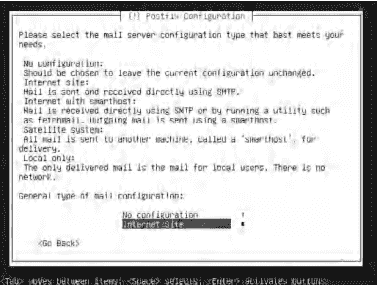 [!] Postfix Configuration
Please select the mail server configuration type that best meets your
needs.
No configuration:
Should be chosen to leave the current configuration unchanged.
Internet site:
Mail is sent and received directly using SMTP.
Internet with smarthost:
Mail is received directly using SMTP or by running a utility such
as fetchmail. Outgoing mail is sent using a smarthost.
Satellite system:
All mail is sent to another machine, called a 'smarthost', for
delivery.
Local only:
The only delivered mail is the mail for local users. There is no
network.
General type of mail configuration:
No configuration
Internet Site
<Go Back>
<Tab> moves between items; <Space> selects; <Enter> activates buttons